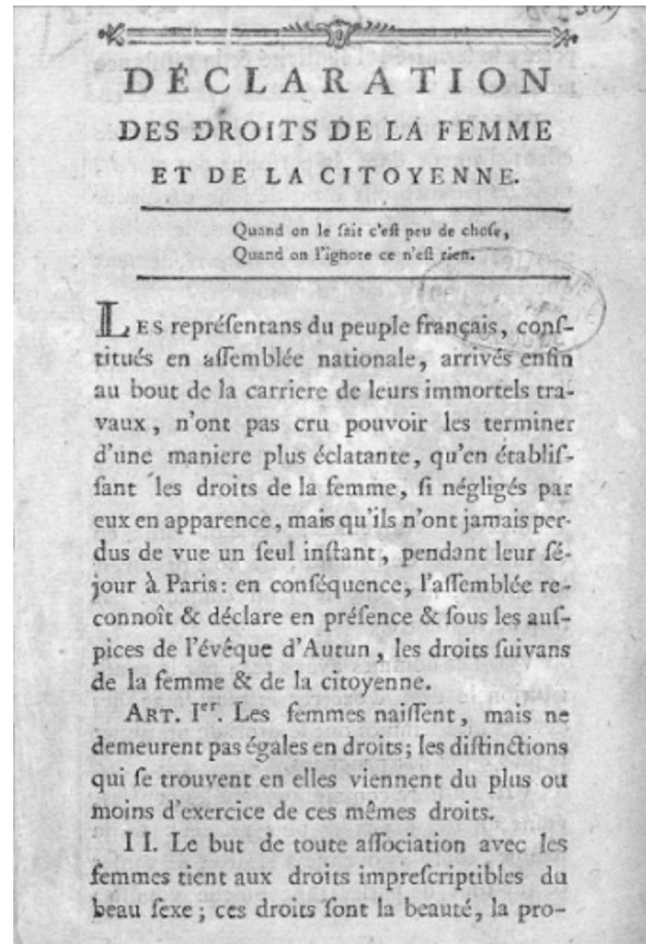 DÉCLARATION
DES DROITS DE LA FEMME
ET DE LA CITOYENNE.
Quand on le ſait c'eſt peu de choſe,
Quand on l'ignore ce n'eſt rien.
LES repréſentans du peuple français, conſ-
titués en aſſemblée nationale, arrivés enfin
au bout de la carriere de leurs immortels tra-
vaux, n'ont pas cru pouvoir les terminer
d'une maniere plus éclatante, qu'en établiſ-
ſant les droits de la femme, ſi négligés par
eux en apparence, mais qu'ils n'ont jamais per-
dus de vue un ſeul inſtant, pendant leur ſé-
jour à Paris: en conſéquence, l'aſſemblée re-
connoît & déclare en préſence & ſous les auſ-
pices de l'évêque d'Autun, les droits ſuivans
de la femme & de la citoyenne.
ART. Ier. Les femmes naiſſent, mais ne
demeurent pas égales en droits; les diſtinctions
qui ſe trouvent en elles viennent du plus ou
moins d'exercice de ces mêmes droits.
II. Le but de toute aſſociation avec les
femmes tient aux droits impreſcriptibles du
beau ſexe; ces droits ſont la beauté, la pro-